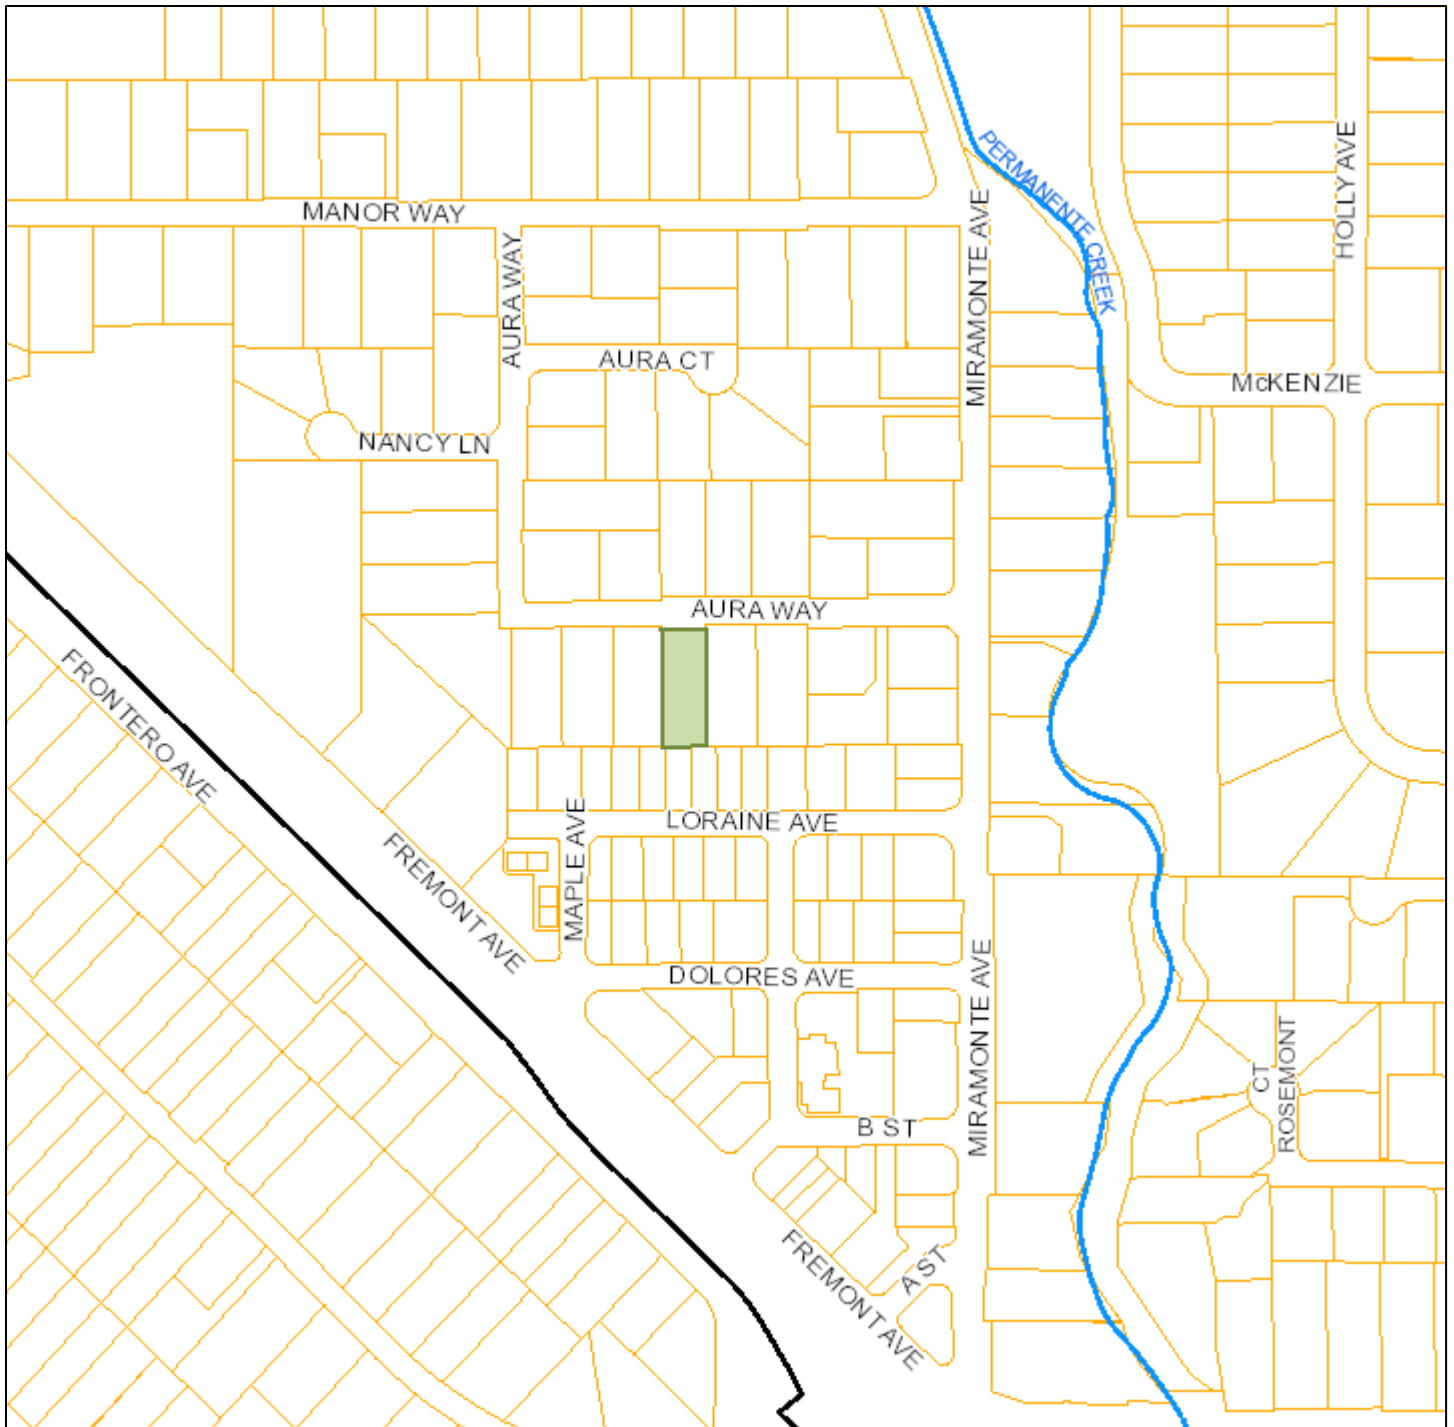 PERMANENTE CREEK
HOLLY AVE
MANOR WAY
MIRAMONTE AVE
AURA WAY
AURA CT
McKENZIE
NANCY LN
AURA WAY
FRONTERO AVE
LORAINE AVE
MAPLE AVE
FREMONT AVE
DOLORES AVE
MIRAMONTE AVE
CT
ROSEMONT
B ST
A ST
FREMONT AVE